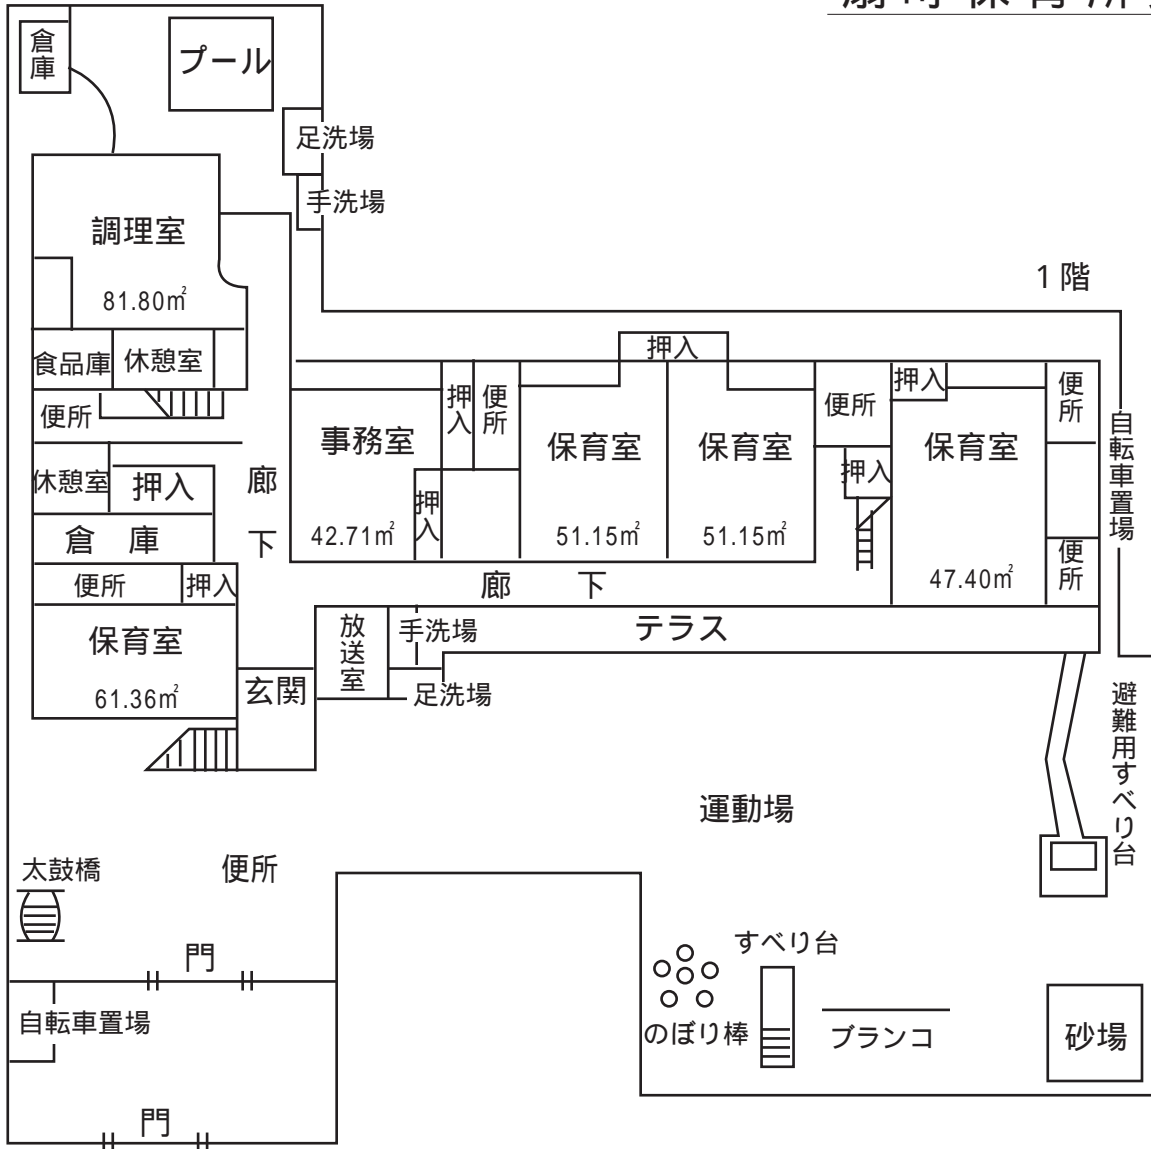 倉庫
プール
足洗場
手洗場
調理室
81.80㎡
1階
食品庫
休憩室
押入
便所
事務室
42.71㎡
押入
便所
押入
保育室
51.15㎡
保育室
51.15㎡
便所
押入
押入
保育室
47.40㎡
便所
便所
自転車置場
休憩室
押入
倉庫
廊下
便所
押入
保育室
61.36㎡
廊下
放送室
手洗場
テラス
玄関
足洗場
避難用すべり台
運動場
太鼓橋
便所
門
すべり台
自転車置場
のぼり棒
ブランコ
砂場
門